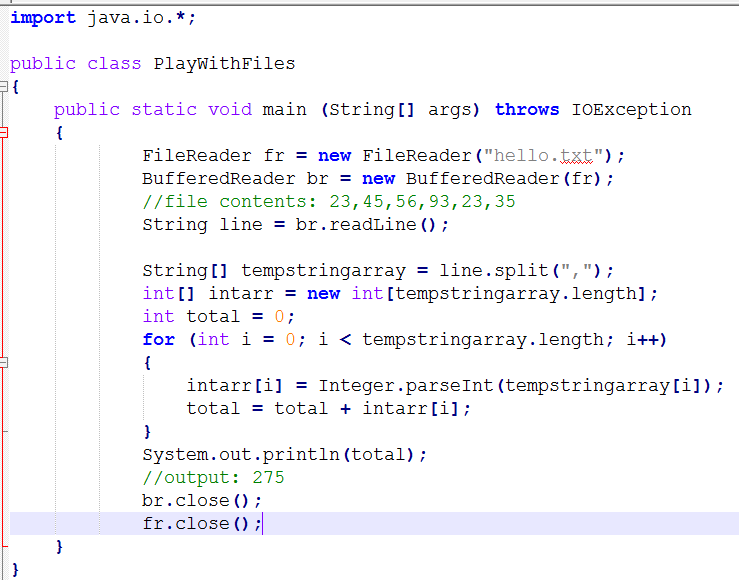 import java.io.*;
public class PlayWithFiles
{
public static void main (String[] args) throws IOException
{
FileReader fr = new FileReader("hello.txt");
BufferedReader br = new BufferedReader(fr);
//file contents: 23,45,56,93,23,35
String line = br.readLine();
String[] tempstringarray = line.split(",");
int[] intarr = new int[tempstringarray.length];
int total = 0;
for (int i = 0; i < tempstringarray.length; i++)
{
intarr[i] = Integer.parseInt(tempstringarray[i]);
total = total + intarr[i];
}
System.out.println(total);
//output: 275
br.close();
fr.close();
}
}